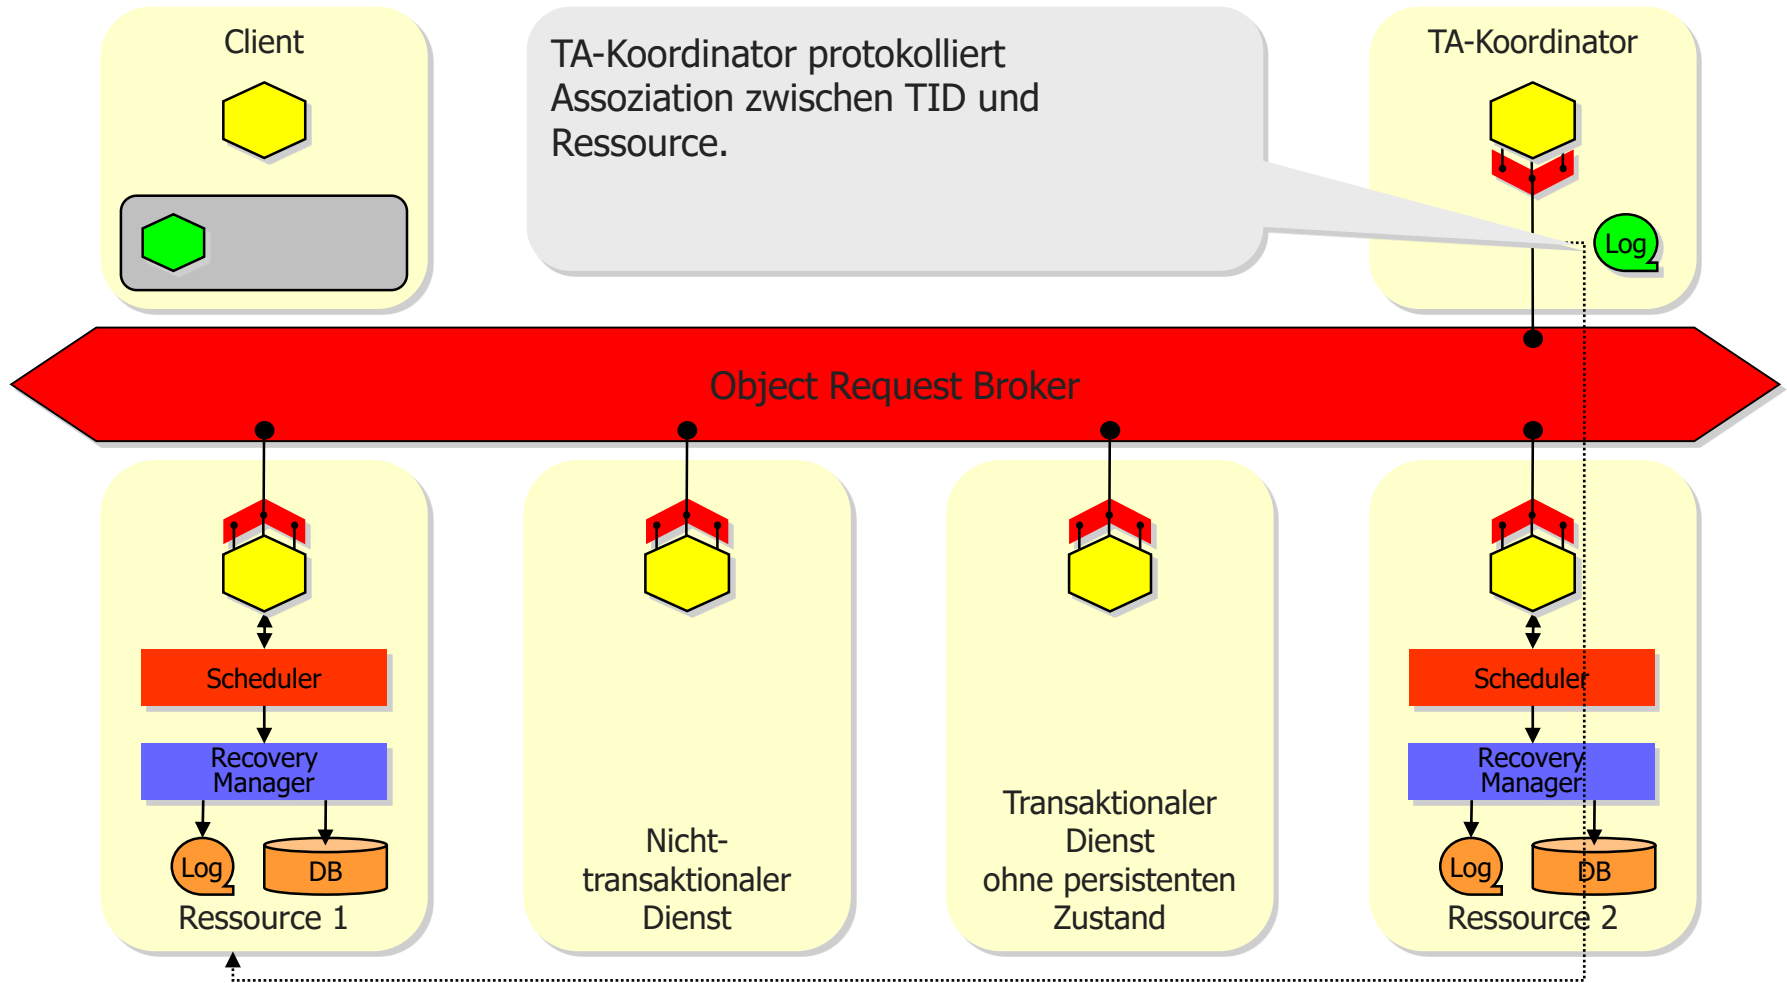 Client
TA-Koordinator protokolliert
Assoziation zwischen TID und
Ressource.
TA-Koordinator
Log
Object Request Broker
Scheduler
Recovery
Manager
Log
DB
Ressource 1
Nicht-
transaktionaler
Dienst
Transaktionaler
Dienst
ohne persistenten
Zustand
Scheduler
Recovery
Manager
Log
DB
Ressource 2